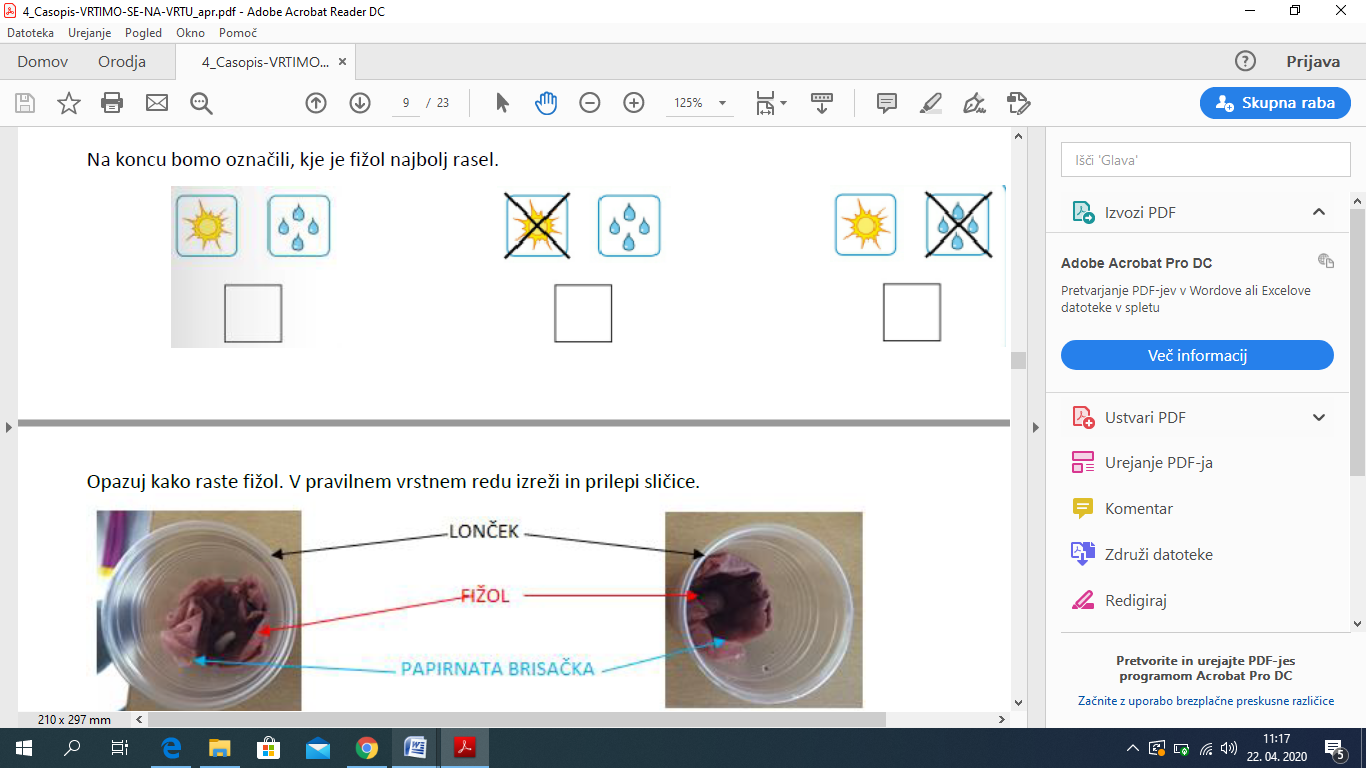 4_Casopis-VRTIMO-SE-NA-VRTU_apr.pdf - Adobe Acrobat Reader DC
Datoteka Urejanje Pogled Okno Pomoč
Domov Orodja 4_Casopis-VRTIMO... × Prijava
9 / 23 125% Skupna raba
Na koncu bomo označili, kje je fižol najbolj rasel.
Opazuj kako raste fižol. V pravilnem vrstnem redu izreži in prilepi sličice.
LONČEK
FIŽOL
PAPIRNATA BRISAČKA
210 x 297 mm
Išči 'Glava'
Izvozi PDF
Adobe Acrobat Pro DC
Pretvarjanje PDF-jev v Wordove ali Excelove
datoteke v spletu
Več informacij
Ustvari PDF
Urejanje PDF-ja
Komentar
Združi datoteke
Redigiraj
Pretvorite in urejajte PDF-jes
programom Acrobat Pro DC
Začnite z uporabo brezplačne preskusne različice
11:17
22. 04. 2020
5